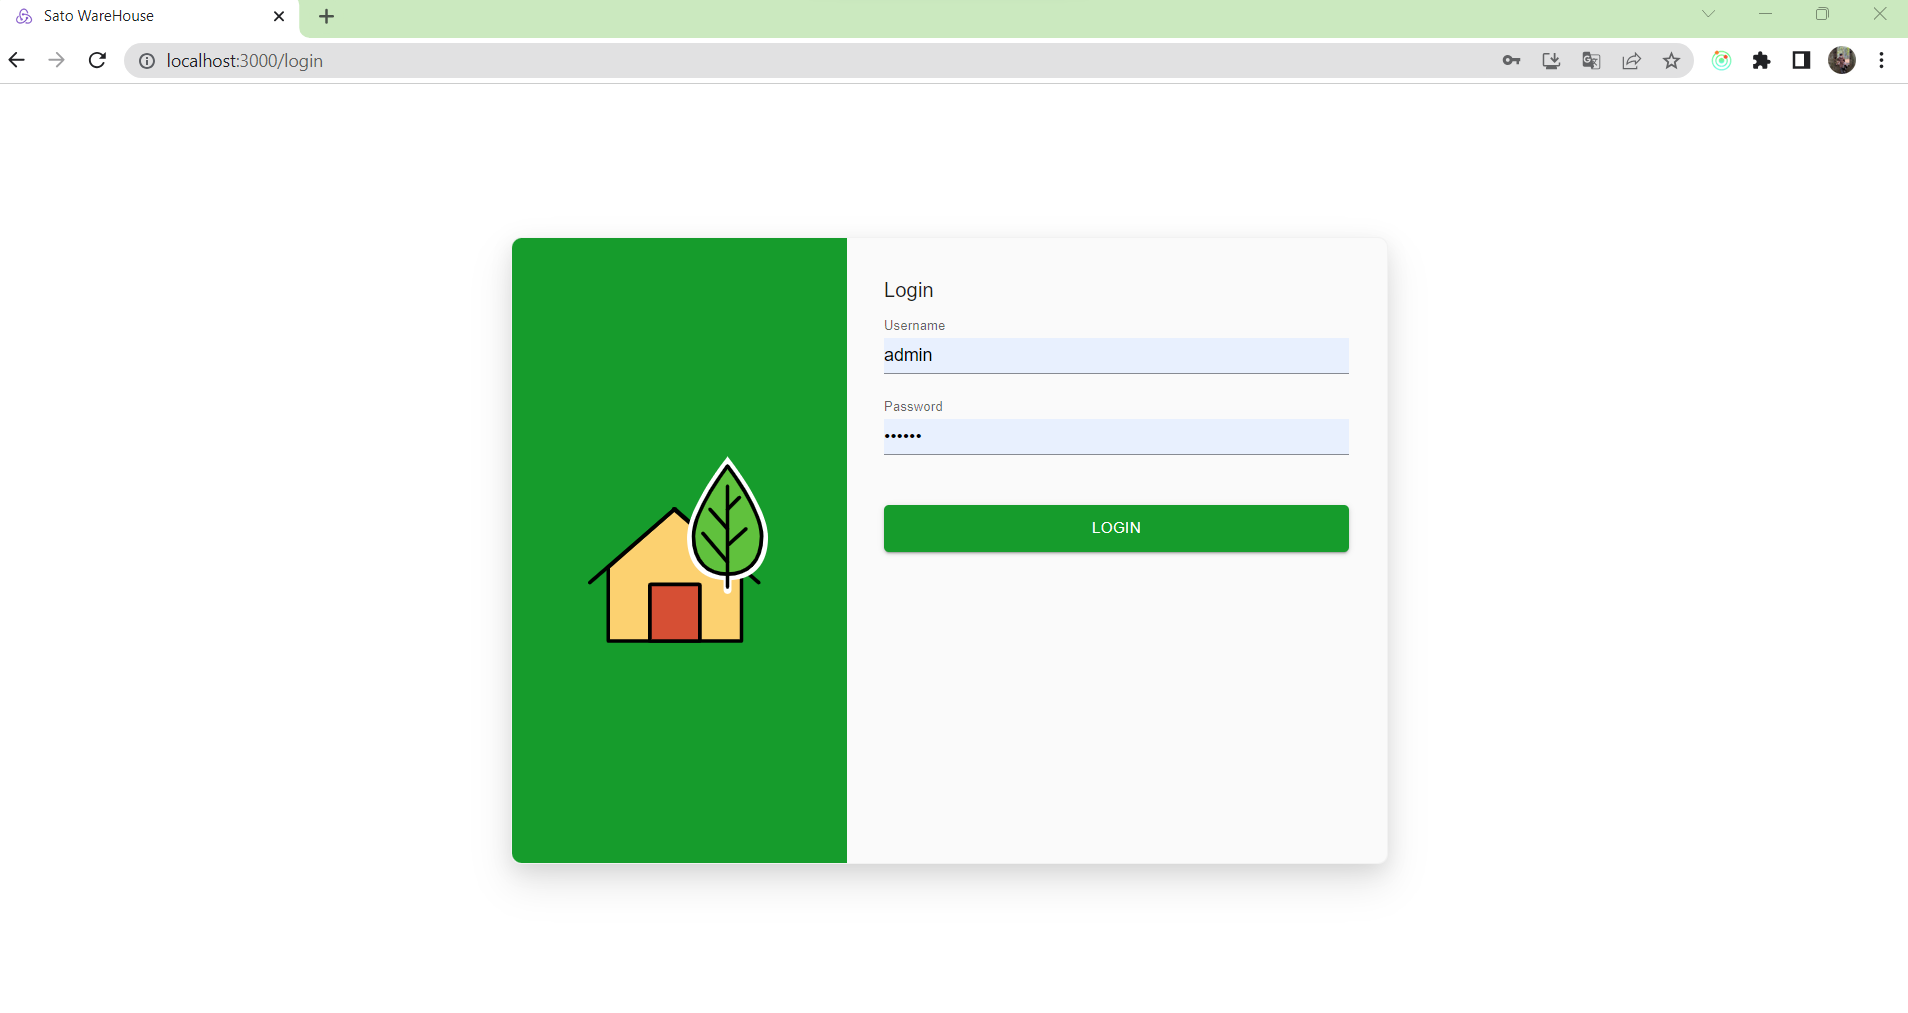 Sato WareHouse
localhost:3000/login
Login
Username
admin
Password
••••••
LOGIN